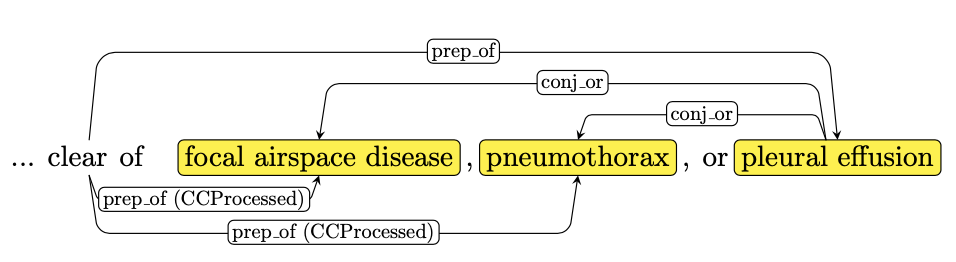 prep_of
conj_or
conj_or
... clear of focal airspace disease , pneumothorax , or pleural effusion
prep_of (CCProcessed)
prep_of (CCProcessed)